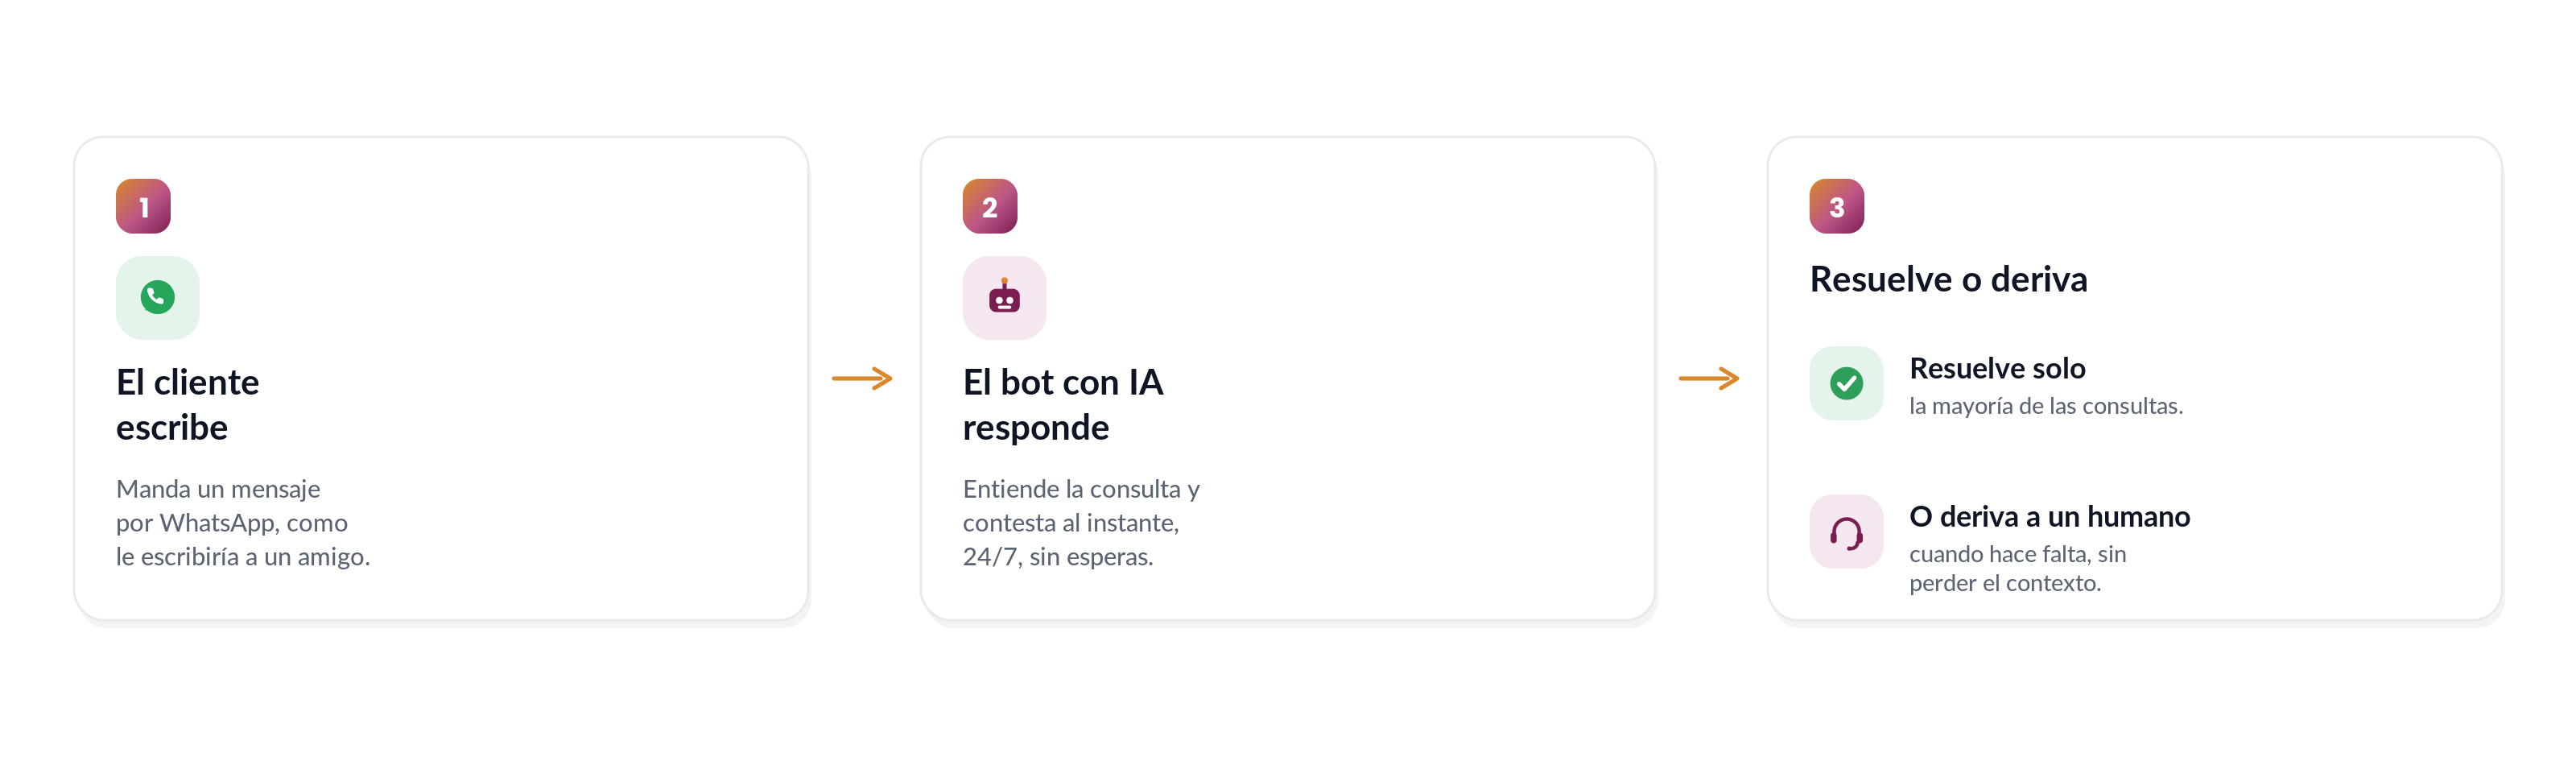 1
El cliente
escribe
Manda un mensaje
por WhatsApp, como
le escribiría a un amigo.
2
El bot con IA
responde
Entiende la consulta y
contesta al instante,
24/7, sin esperas.
3
Resuelve o deriva
Resuelve solo
la mayoría de las consultas.
O deriva a un humano
cuando hace falta, sin
perder el contexto.